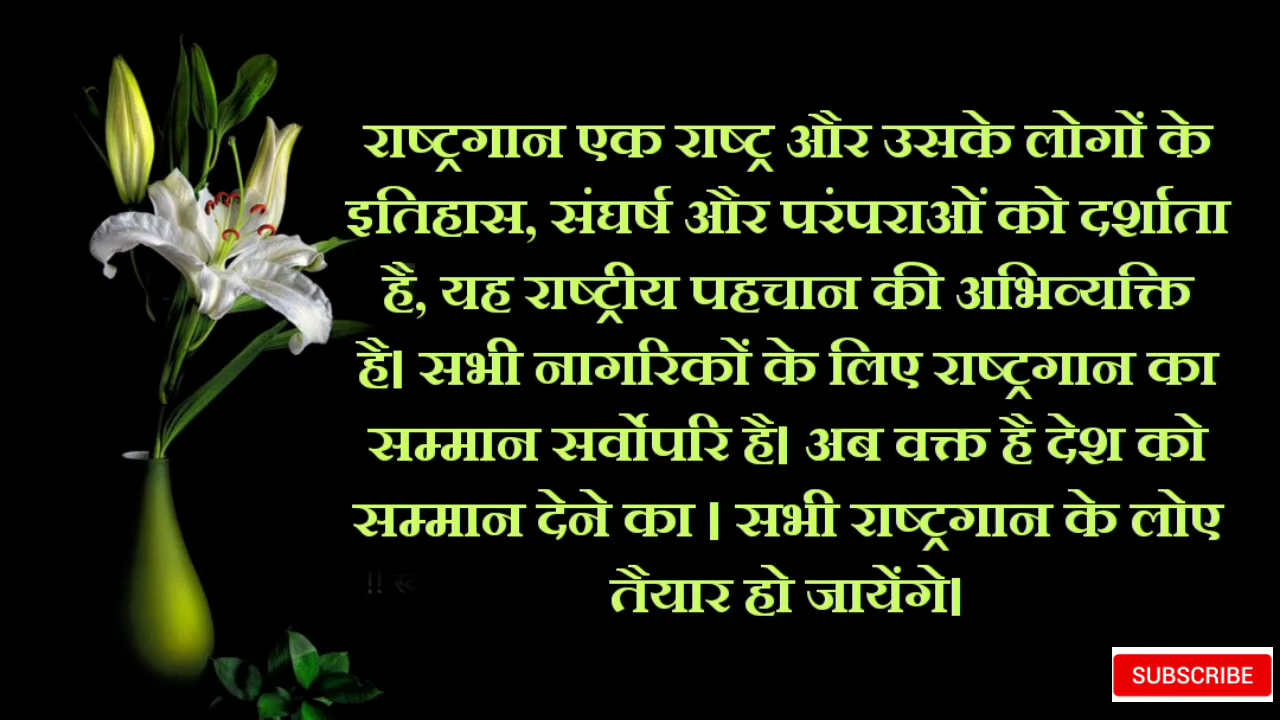 राष्ट्रगान एक राष्ट्र और उसके लोगों के
इतिहास, संघर्ष और परंपराओं को दर्शाता
है, यह राष्ट्रीय पहचान की अभिव्यक्ति
है। सभी नागरिकों के लिए राष्ट्रगान का
सम्मान सर्वोपरि है। अब वक्त है देश को
सम्मान देने का । सभी राष्ट्रगान के लोए
तैयार हो जायेंगे।
SUBSCRIBE